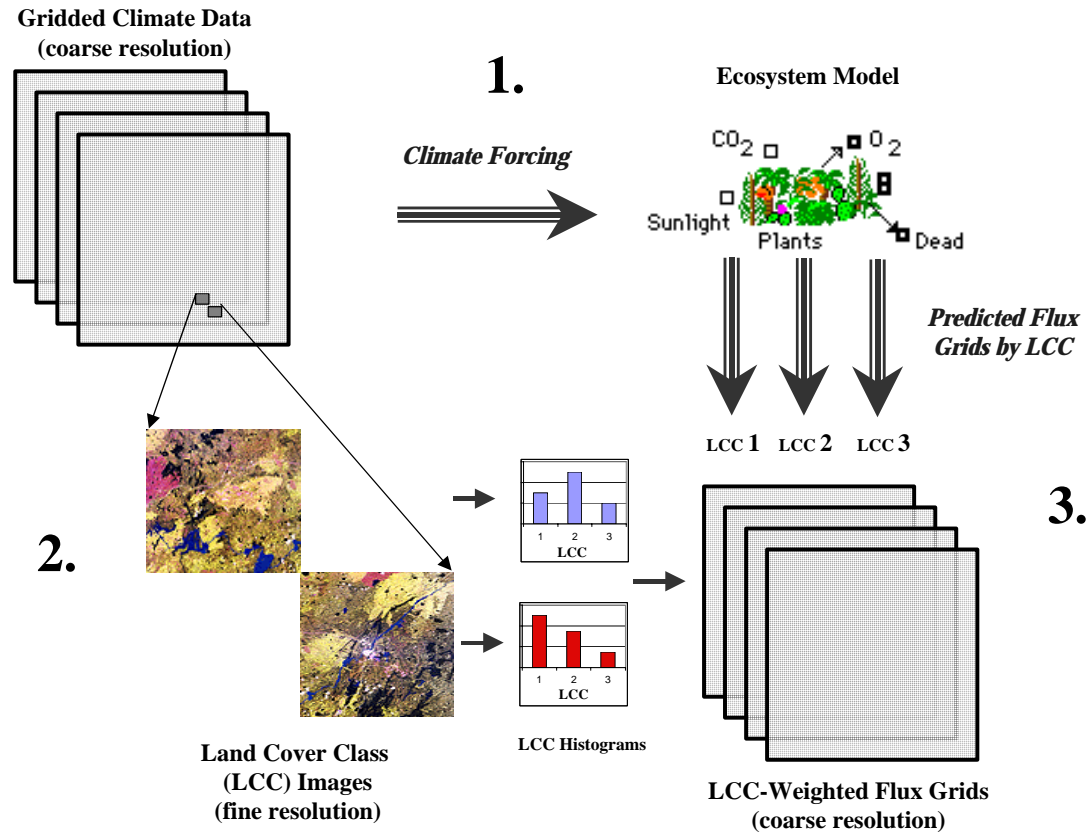 Gridded Climate Data
(coarse resolution)
1.
Ecosystem Model
Climate Forcing
CO2
O2
Sunlight
Plants
Dead
Predicted Flux
Grids by LCC
LCC 1 LCC 2 LCC 3
2.
3.
1 2 3
LCC
1 2 3
LCC
LCC Histograms
Land Cover Class
(LCC) Images
(fine resolution)
LCC-Weighted Flux Grids
(coarse resolution)